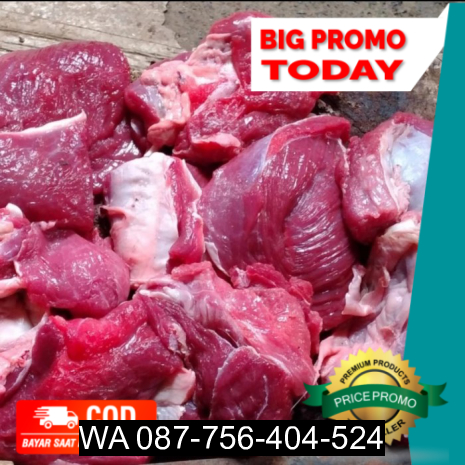 BIG PROMO
TODAY
PREMIUM PRODUCTS
PRICE PROMO
COD
BAYAR SAAT
WA 087-756-404-524